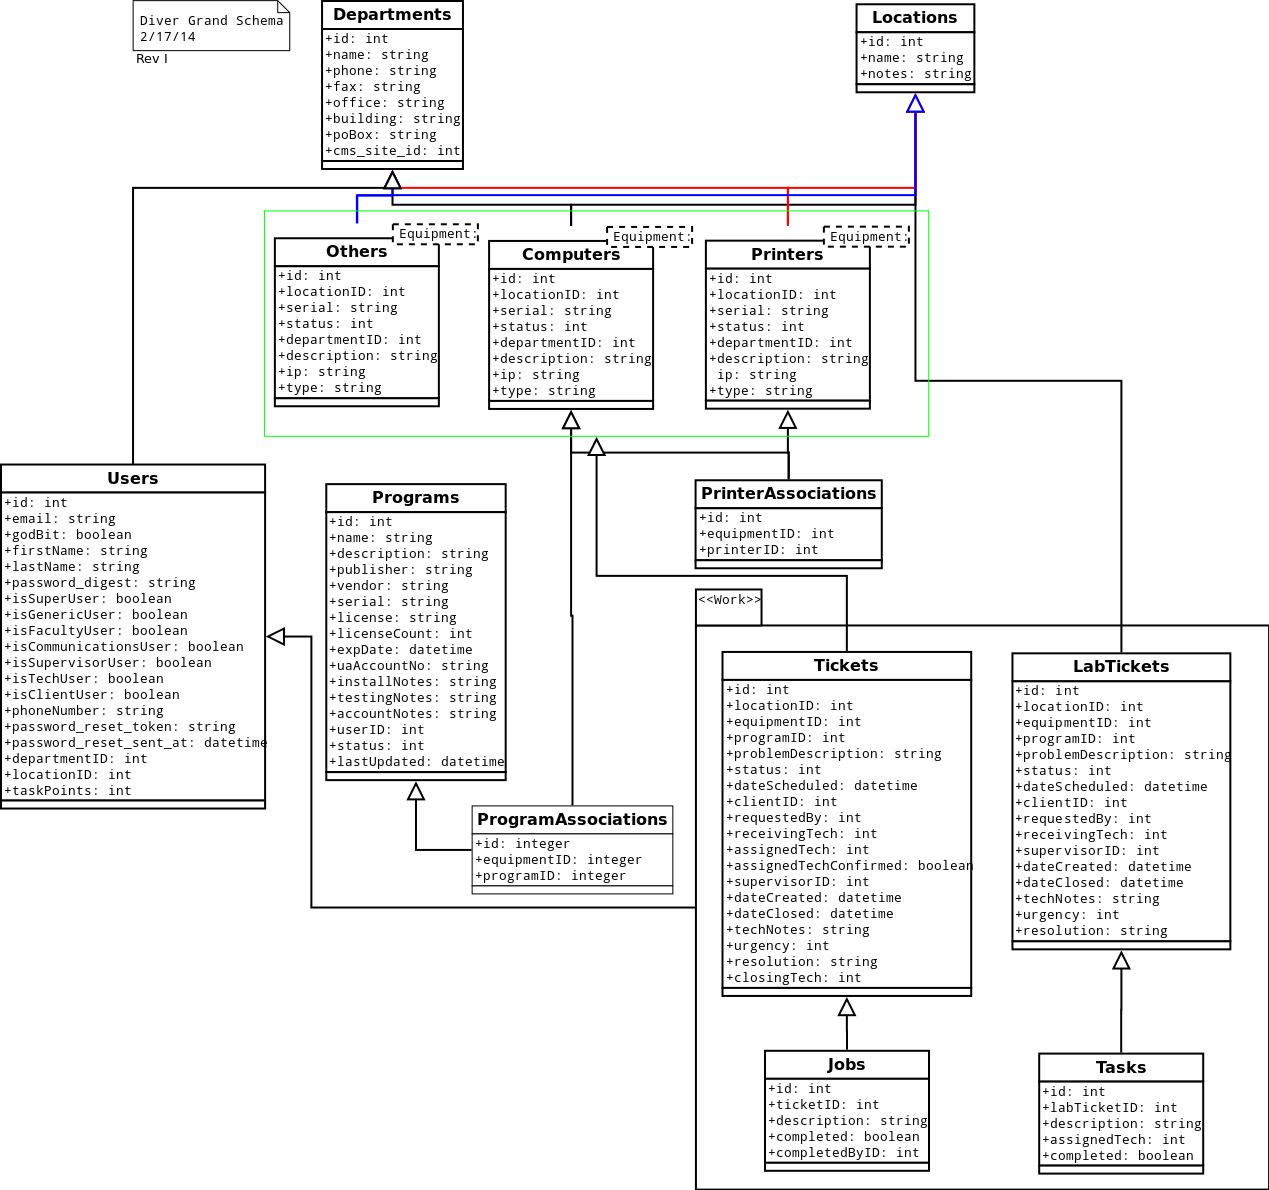 Diver Grand Schema
2/17/14
Rev I
Departments
+id: int
+name: string
+phone: string
+fax: string
+office: string
+building: string
+poBox: string
+cms_site_id: int
Locations
+id: int
+name: string
+notes: string
Equipment:
Others
+id: int
+locationID: int
+serial: string
+status: int
+departmentID: int
+description: string
+ip: string
+type: string
Equipment:
Computers
+id: int
+locationID: int
+serial: string
+status: int
+departmentID: int
+description: string
+ip: string
+type: string
Equipment:
Printers
+id: int
+locationID: int
+serial: string
+status: int
+departmentID: int
+description: string
ip: string
+type: string
Users
+id: int
+email: string
+godBit: boolean
+firstName: string
+lastName: string
+password_digest: string
+isSuperUser: boolean
+isGenericUser: boolean
+isFacultyUser: boolean
+isCommunicationsUser: boolean
+isSupervisorUser: boolean
+isTechUser: boolean
+isClientUser: boolean
+phoneNumber: string
+password_reset_token: string
+password_reset_sent_at: datetime
+departmentID: int
+locationID: int
+taskPoints: int
Programs
+id: int
+name: string
+description: string
+publisher: string
+vendor: string
+serial: string
+license: string
+licenseCount: int
+expDate: datetime
+uaAccountNo: string
+installNotes: string
+testingNotes: string
+accountNotes: string
+userID: int
+status: int
+lastUpdated: datetime
PrinterAssociations
+id: int
+equipmentID: int
+printerID: int
ProgramAssociations
+id: integer
+equipmentID: integer
+programID: integer
<<Work>>
Tickets
+id: int
+locationID: int
+equipmentID: int
+programID: int
+problemDescription: string
+status: int
+dateScheduled: datetime
+clientID: int
+requestedBy: int
+receivingTech: int
+assignedTech: int
+assignedTechConfirmed: boolean
+supervisorID: int
+dateCreated: datetime
+dateClosed: datetime
+techNotes: string
+urgency: int
+resolution: string
+closingTech: int
LabTickets
+id: int
+locationID: int
+equipmentID: int
+programID: int
+problemDescription: string
+status: int
+dateScheduled: datetime
+clientID: int
+requestedBy: int
+receivingTech: int
+supervisorID: int
+dateCreated: datetime
+dateClosed: datetime
+techNotes: string
+urgency: int
+resolution: string
Jobs
+id: int
+ticketID: int
+description: string
+completed: boolean
+completedByID: int
Tasks
+id: int
+labTicketID: int
+description: string
+assignedTech: int
+completed: boolean